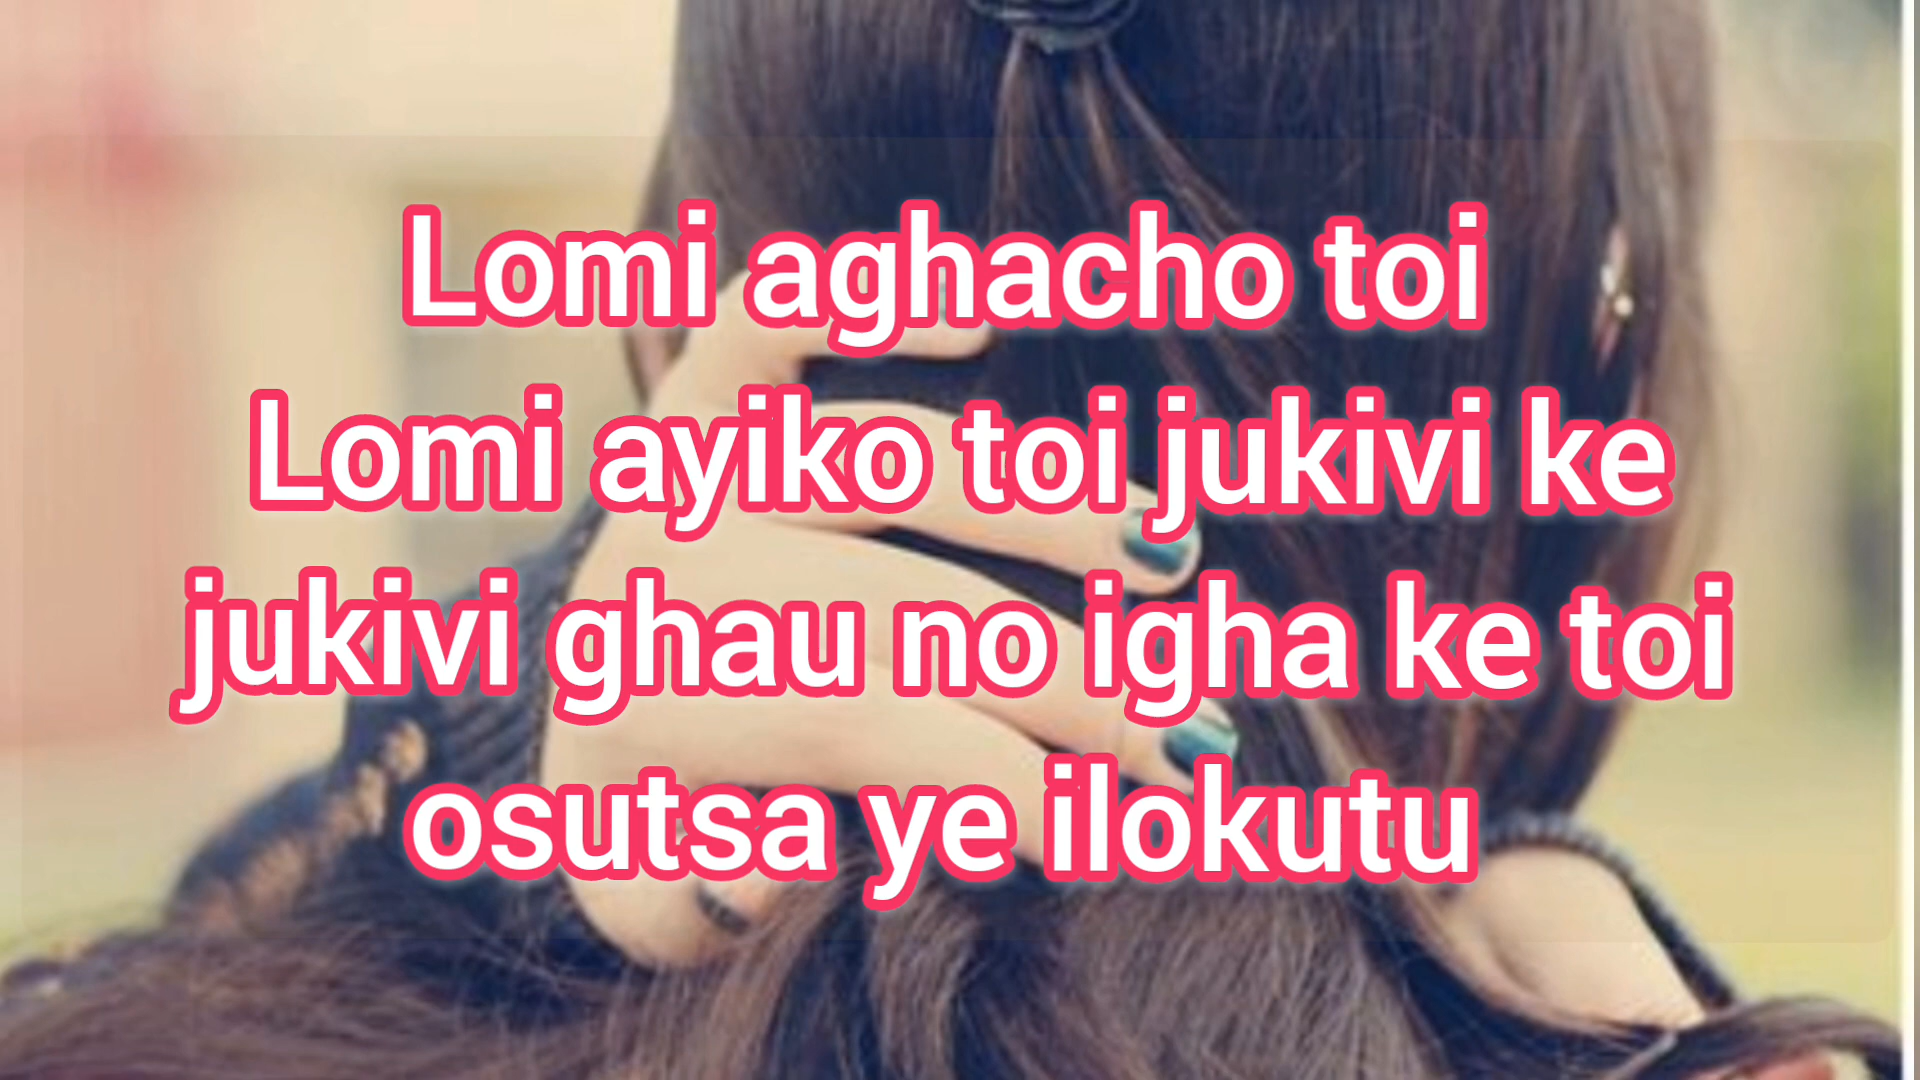 Lomi aghacho toi
Lomi ayiko toi jukivi ke
jukivi ghau no igha ke toi
osutsa ye ilokutu